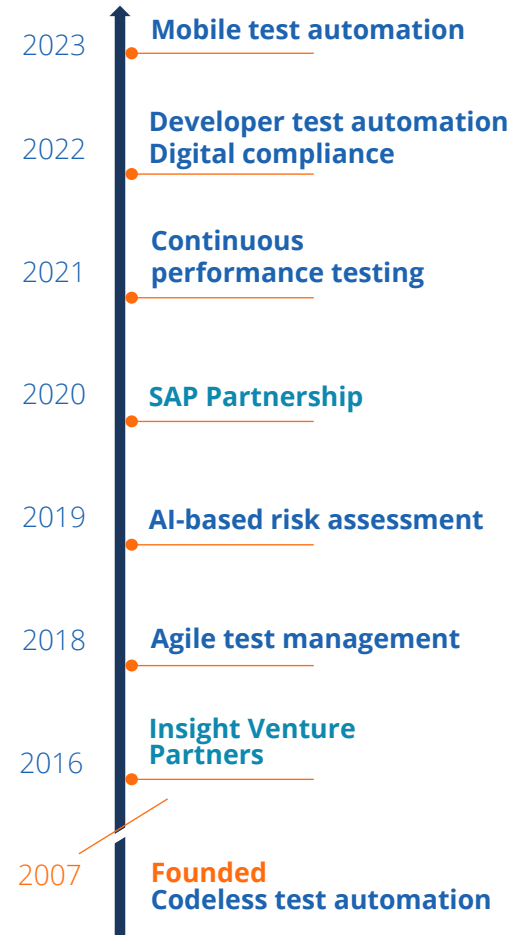 2023
Mobile test automation
2022
Developer test automation
Digital compliance
2021
Continuous
performance testing
2020
SAP Partnership
2019
AI-based risk assessment
2018
Agile test management
2016
Insight Venture
Partners
2007
Founded
Codeless test automation